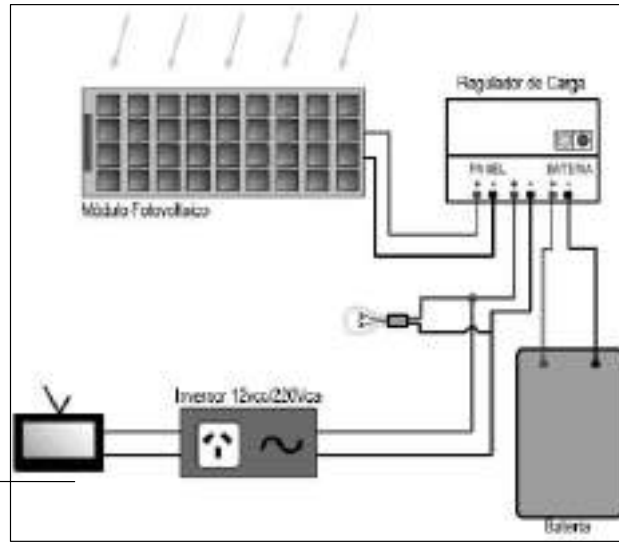 Regulador de Carga
PANEL BATERIA
+ - + - + -
Módulo Fotovoltaico
Inversor 12vcc/220Vca
Batería